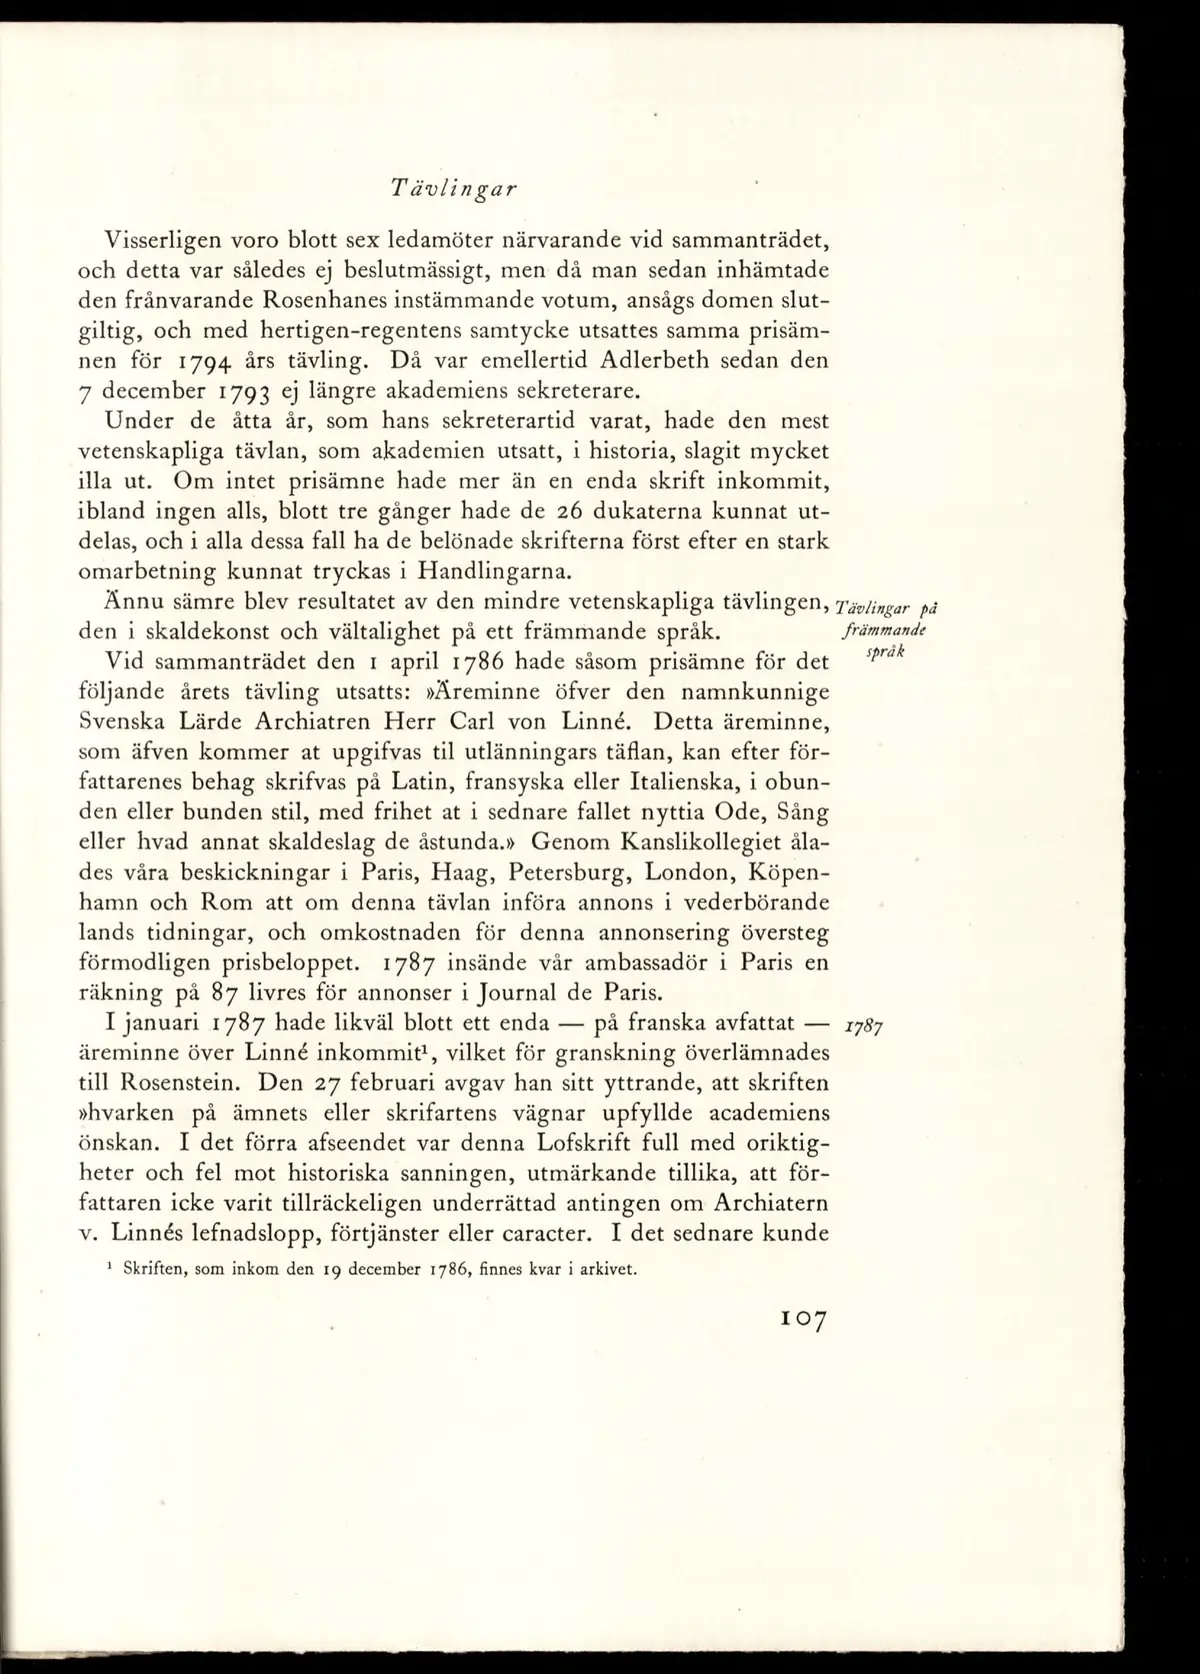 Tävlingar
Visserligen voro blott sex ledamöter närvarande vid sammanträdet,
och detta var således ej beslutmässigt, men då man sedan inhämtade
den frånvarande Rosenhanes instämmande votum, ansågs domen slut-
giltig, och med hertigen-regentens samtycke utsattes samma prisäm-
nen för 1794 års tävling. Då var emellertid Adlerbeth sedan den
7 december 1793 ej längre akademiens sekreterare.
Under de åtta år, som hans sekreterartid varat, hade den mest
vetenskapliga tävlan, som akademien utsatt, i historia, slagit mycket
illa ut. Om intet prisämne hade mer än en enda skrift inkommit,
ibland ingen alls, blott tre gånger hade de 26 dukaterna kunnat ut-
delas, och i alla dessa fall ha de belönade skrifterna först efter en stark
omarbetning kunnat tryckas i Handlingarna.
Ännu sämre blev resultatet av den mindre vetenskapliga tävlingen,
den i skaldekonst och vältalighet på ett främmande språk.
Tävlingar på
främmande
språk
Vid sammanträdet den 1 april 1786 hade såsom prisämne för det
följande årets tävling utsatts: »Äreminne öfver den namnkunnige
Svenska Lärde Archiatren Herr Carl von Linné. Detta äreminne,
som äfven kommer at upgifvas til utlänningars täflan, kan efter för-
fattarenes behag skrifvas på Latin, fransyska eller Italienska, i obun-
den eller bunden stil, med frihet at i sednare fallet nyttia Ode, Sång
eller hvad annat skaldeslag de åstunda.» Genom Kanslikollegiet åla-
des våra beskickningar i Paris, Haag, Petersburg, London, Köpen-
hamn och Rom att om denna tävlan införa annons i vederbörande
lands tidningar, och omkostnaden för denna annonsering översteg
förmodligen prisbeloppet. 1787 insände vår ambassadör i Paris en
räkning på 87 livres för annonser i Journal de Paris.
I januari 1787 hade likväl blott ett enda — på franska avfattat —
1787
äreminne över Linné inkommit¹, vilket för granskning överlämnades
till Rosenstein. Den 27 februari avgav han sitt yttrande, att skriften
»hvarken på ämnets eller skrifartens vägnar upfyllde academiens
önskan. I det förra afseendet var denna Lofskrift full med oriktig-
heter och fel mot historiska sanningen, utmärkande tillika, att för-
fattaren icke varit tillräckeligen underrättad antingen om Archiatern
v. Linnés lefnadslopp, förtjänster eller caracter. I det sednare kunde
¹ Skriften, som inkom den 19 december 1786, finnes kvar i arkivet.
107